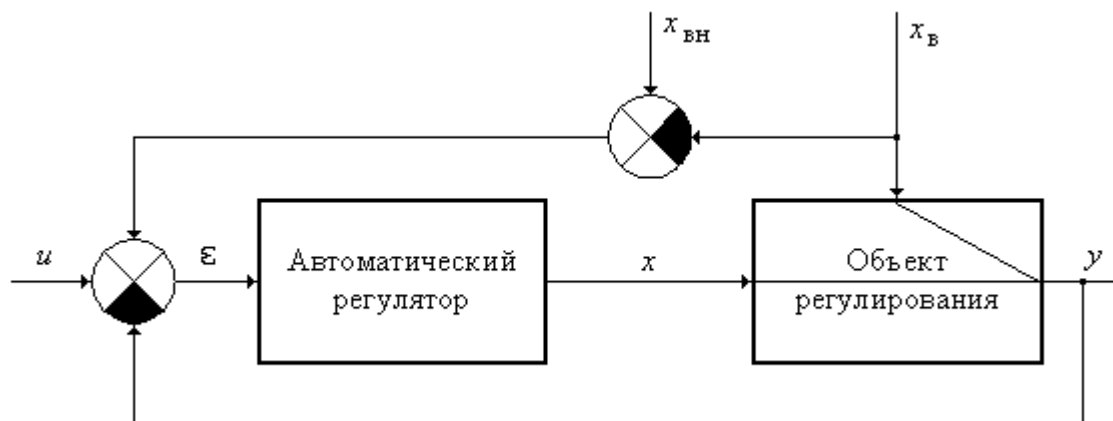 x вн
x в
u
ε
Автоматический
регулятор
x
Объект
регулирования
y